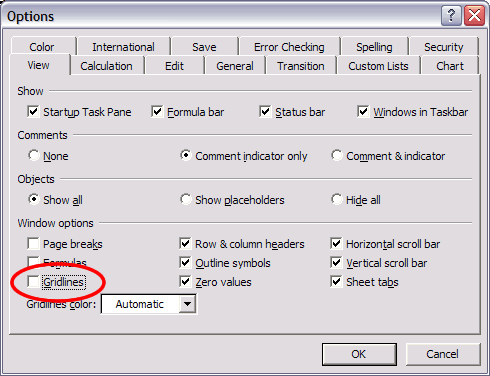 Options
Color International Save Error Checking Spelling Security
View Calculation Edit General Transition Custom Lists Chart
Show
Startup Task Pane Formula bar Status bar Windows in Taskbar
Comments
None Comment indicator only Comment & indicator
Objects
Show all Show placeholders Hide all
Window options
Page breaks Row & column headers Horizontal scroll bar
Formulas Outline symbols Vertical scroll bar
Gridlines Zero values Sheet tabs
Gridlines color: Automatic
OK Cancel